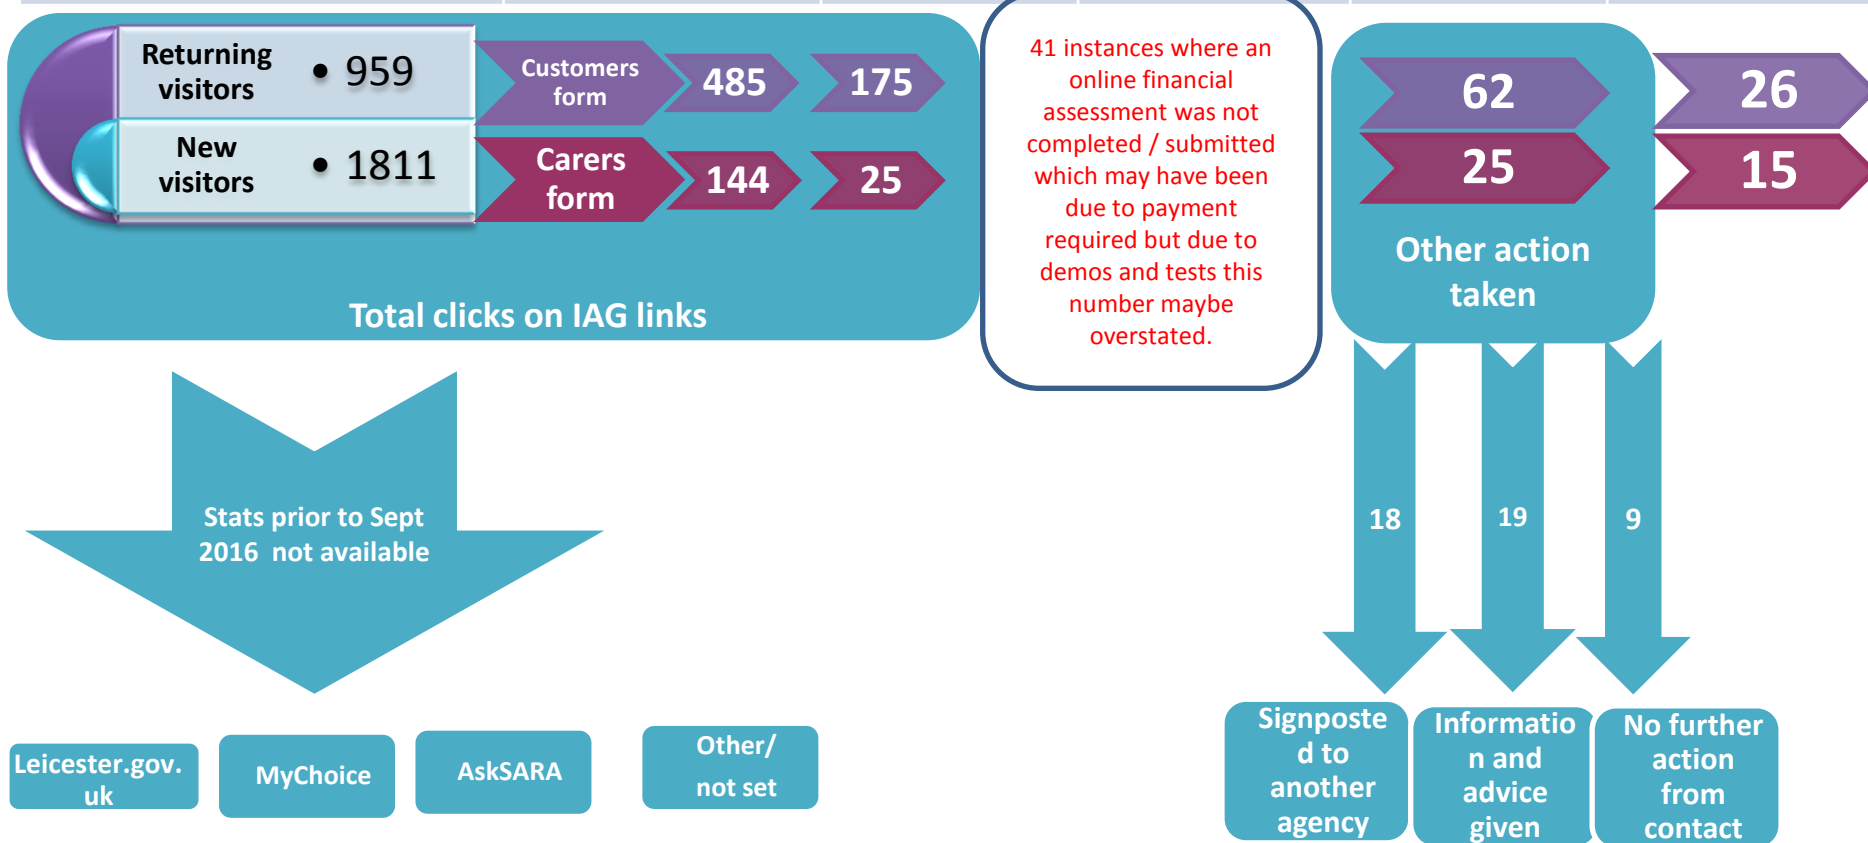 Returning
visitors
• 959
New
visitors
• 1811
Customers
form
485
175
Carers
form
144
25
Total clicks on IAG links
41 instances where an
online financial
assessment was not
completed / submitted
which may have been
due to payment
required but due to
demos and tests this
number maybe
overstated.
62
26
25
15
Other action
taken
Stats prior to Sept
2016 not available
18
19
9
Leicester.gov.
uk
MyChoice
AskSARA
Other/
not set
Signposte
d to
another
agency
Informatio
n and
advice
given
No further
action
from
contact